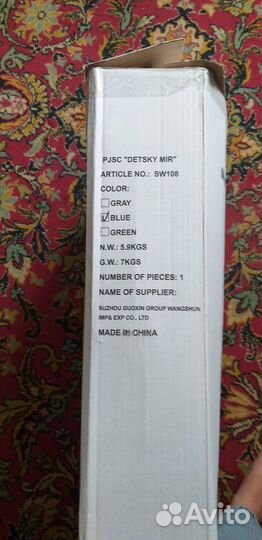 PJSC "DETSKY MIR"
ARTICLE NO.: SW108
COLOR:
GRAY
BLUE
GREEN
N.W.: 5.9KGS
G.W.: 7KGS
NUMBER OF PIECES: 1
NAME OF SUPPLIER:
SUZHOU GUOXIN GROUP WANGSHUN
IMP& EXP CO., LTD
MADE IN CHINA
Avito